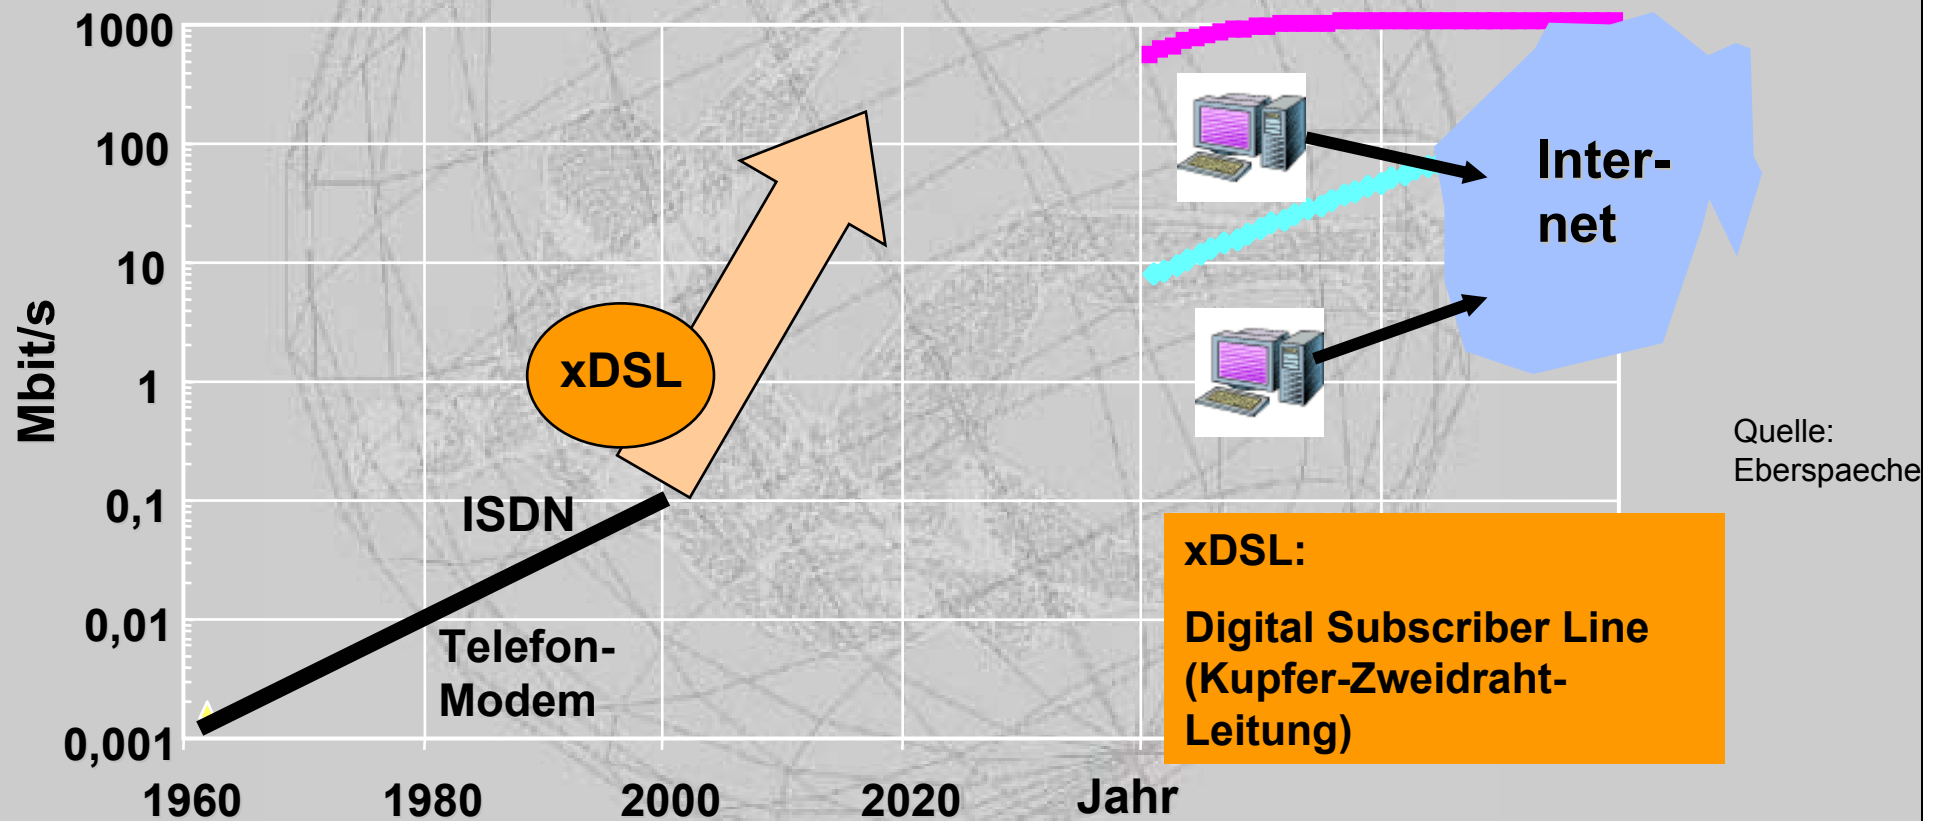 1000
100
10
1
0,1
0,01
0,001
Mbit/s
1960
1980
2000
2020
Jahr
xDSL
ISDN
Telefon-
Modem
Inter-
net
Quelle:
Eberspaeche
xDSL:
Digital Subscriber Line
(Kupfer-Zweidraht-
Leitung)